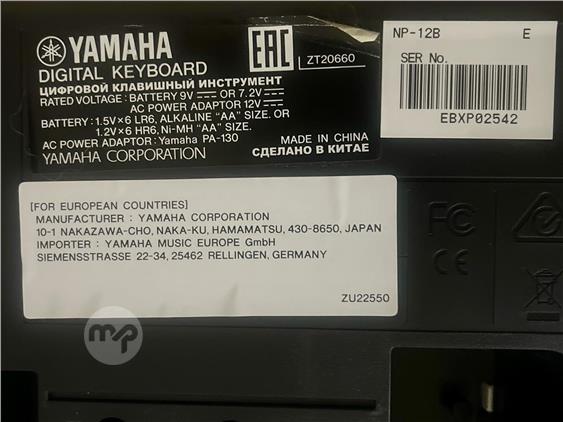 YAMAHA
DIGITAL KEYBOARD
ЦИФРОВОЙ КЛАВИШНЫЙ ИНСТРУМЕНТ
RATED VOLTAGE: BATTERY 9V ⎓ OR 7.2V ⎓
AC POWER ADAPTOR 12V ⎓
BATTERY: 1.5V×6 LR6, ALKALINE "AA" SIZE. OR
1.2V×6 HR6, Ni-MH "AA" SIZE.
AC POWER ADAPTOR: Yamaha PA-130
YAMAHA CORPORATION
EAC
ZT20660
MADE IN CHINA
СДЕЛАНО В КИТАЕ
NP-12B E
SER No.
EBXP02542
[FOR EUROPEAN COUNTRIES]
MANUFACTURER : YAMAHA CORPORATION
10-1 NAKAZAWA-CHO, NAKA-KU, HAMAMATSU, 430-8650, JAPAN
IMPORTER : YAMAHA MUSIC EUROPE GmbH
SIEMENSSTRASSE 22-34, 25462 RELLINGEN, GERMANY
ZU22550
FC
CE
mp